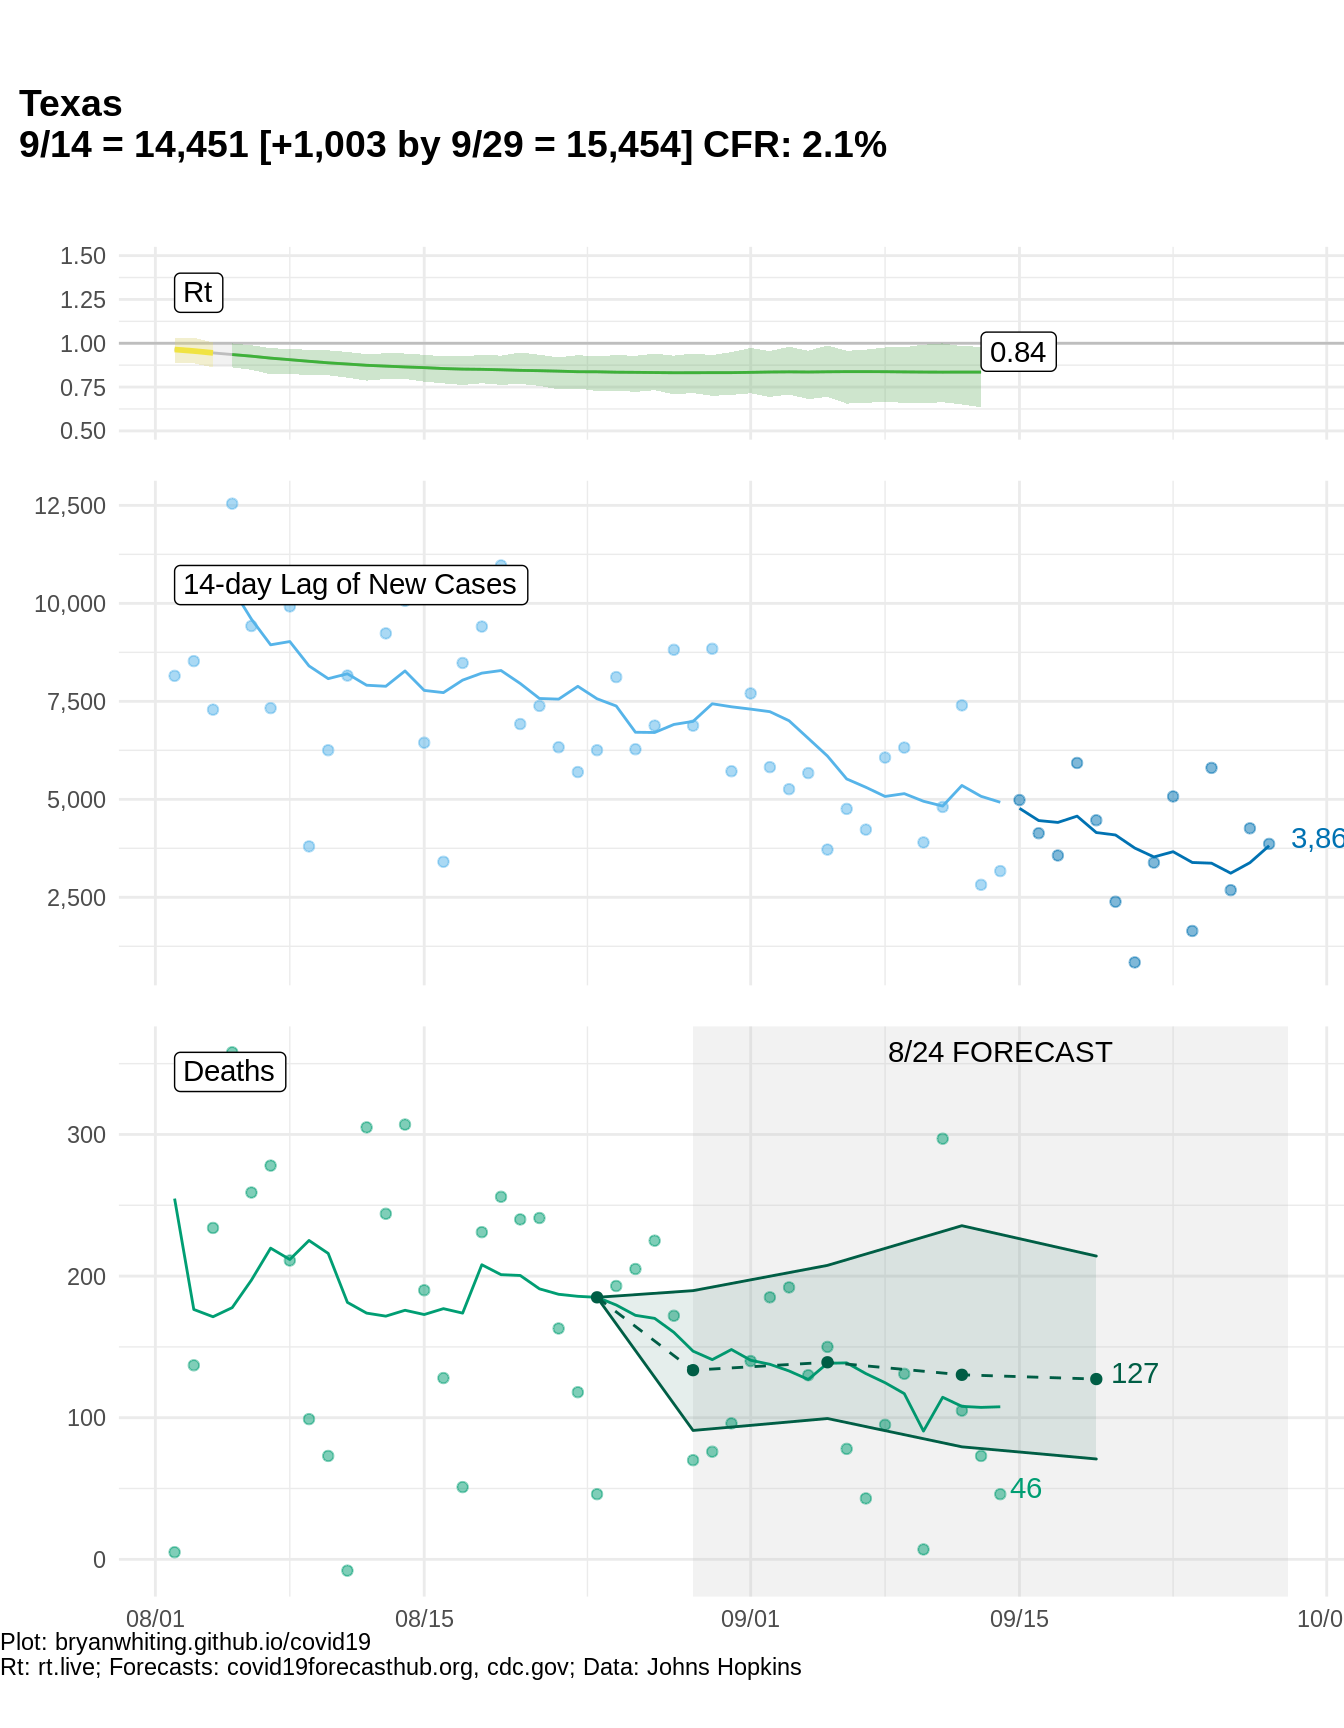 Texas
9/14 = 14,451 [+1,003 by 9/29 = 15,454] CFR: 2.1%
1.50
Rt
1.25
1.00
0.84
0.75
0.50
12,500
14-day Lag of New Cases
10,000
7,500
5,000
3,86
2,500
8/24 FORECAST
Deaths
300
200
127
100
46
0
08/01 08/15 09/01 09/15 10/0
Plot: bryanwhiting.github.io/covid19
Rt: rt.live; Forecasts: covid19forecasthub.org, cdc.gov; Data: Johns Hopkins